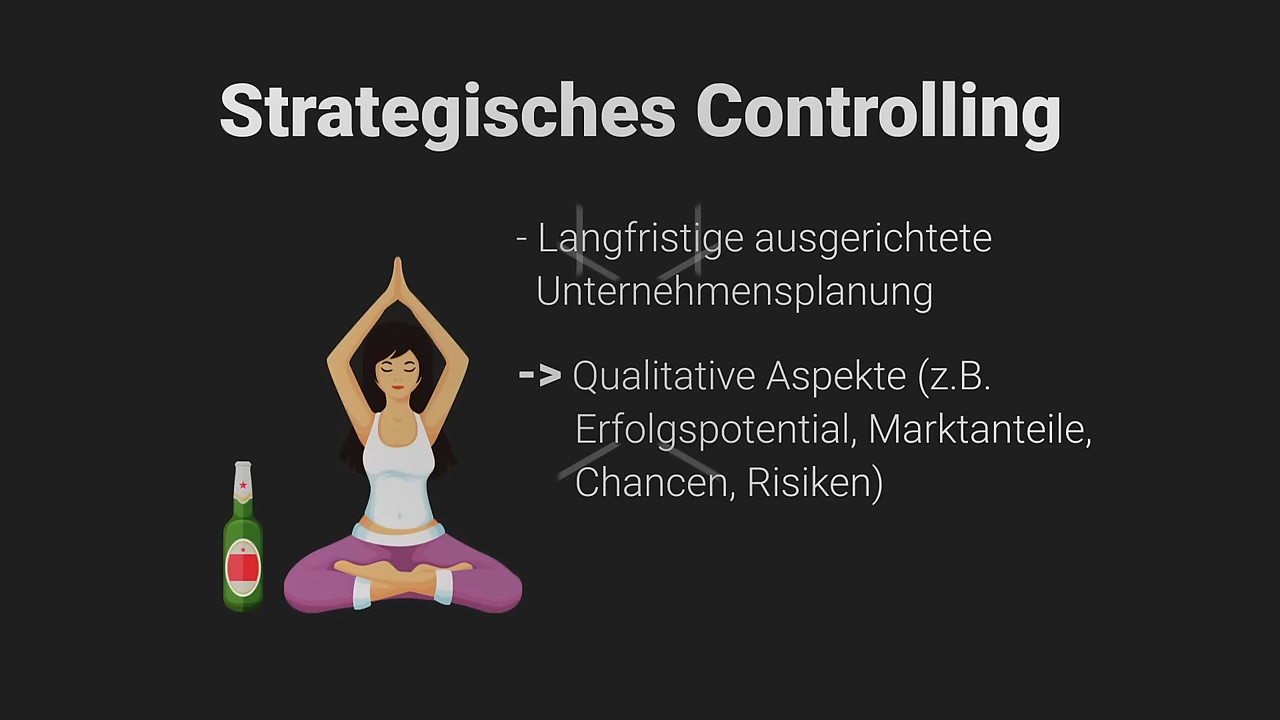 Strategisches Controlling
- Langfristige ausgerichtete
Unternehmensplanung
-> Qualitative Aspekte (z.B.
Erfolgspotential, Marktanteile,
Chancen, Risiken)